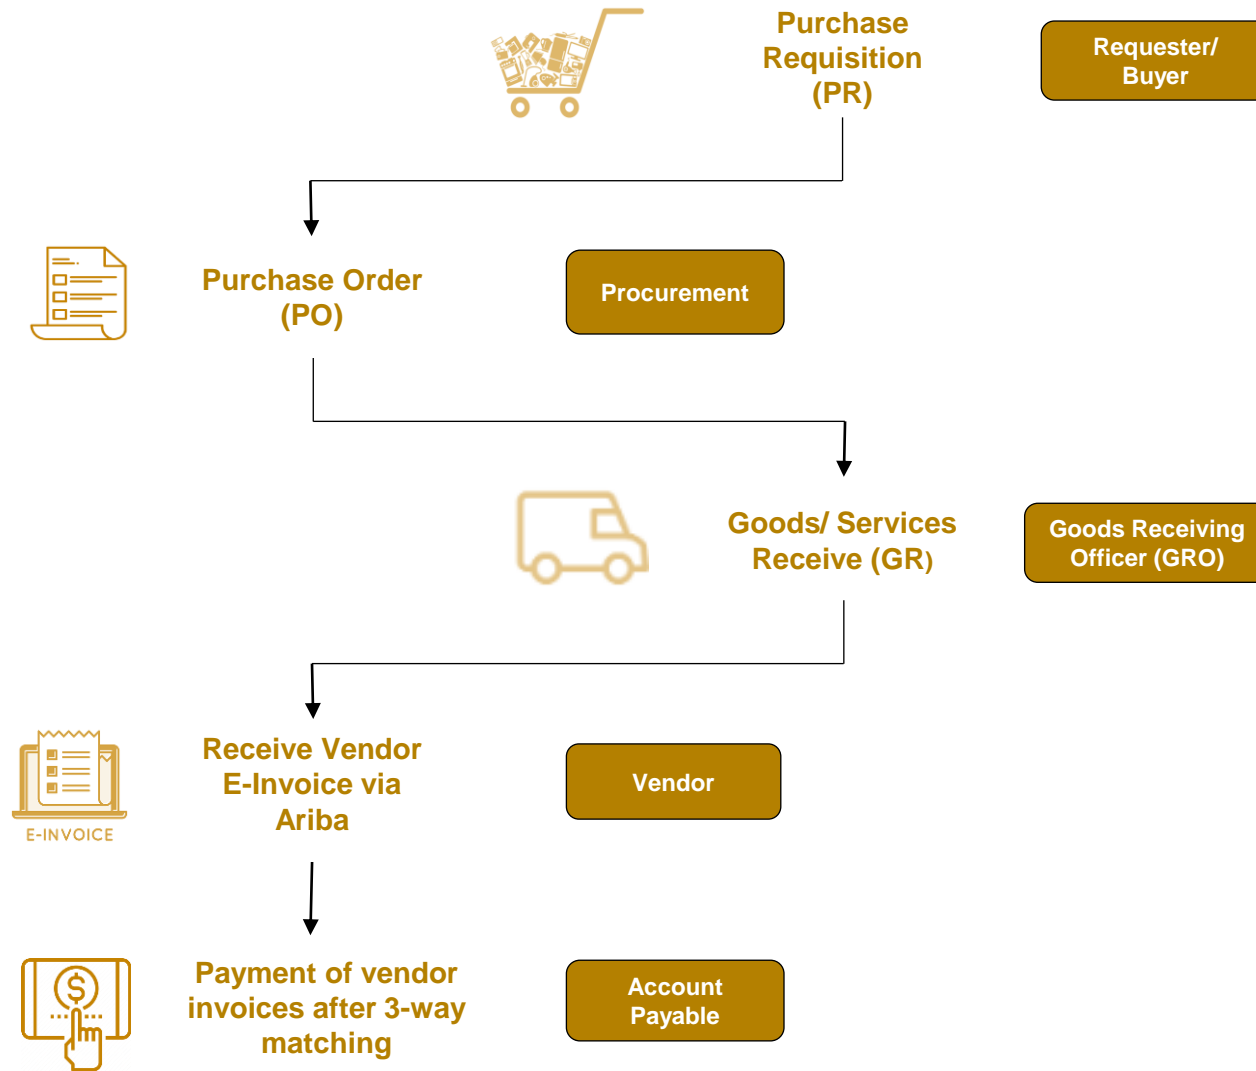 Purchase
Requisition
(PR)
Requester/
Buyer
Purchase Order
(PO)
Procurement
Goods/ Services
Receive (GR)
Goods Receiving
Officer (GRO)
Receive Vendor
E-Invoice via
Ariba
Vendor
E-INVOICE
Payment of vendor
invoices after 3-way
matching
Account
Payable
$